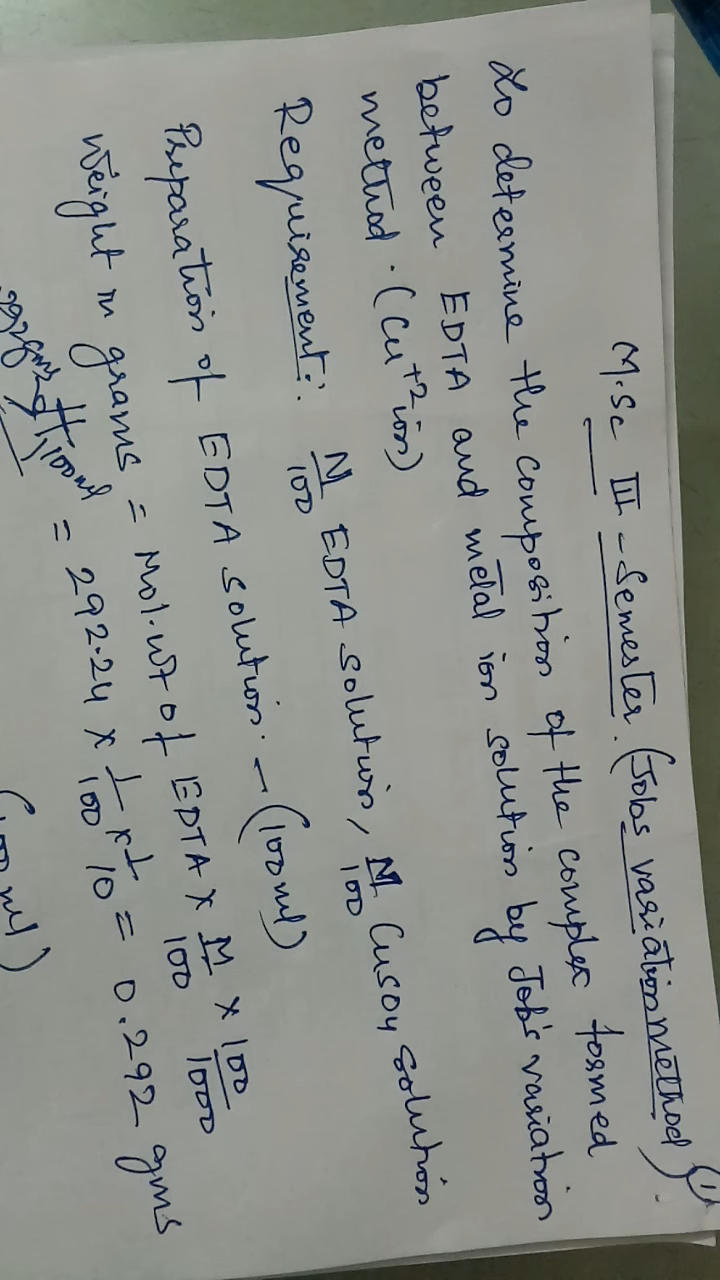 M.Sc III - Semester. (Jobs variation method)
To determine the composition of the complex formed
between EDTA and metal ion solution by Job's variation
method. (Cu+2 ion)
Requirement:- M/100 EDTA solution, M/100 CuSO4 solution
Preparation of EDTA solution. - (100 ml)
Weight in grams = Mol. wt of EDTA x M/100 x 100/1000
= 292.24 x 1/100 x 1/10 = 0.292 gms
100 ml